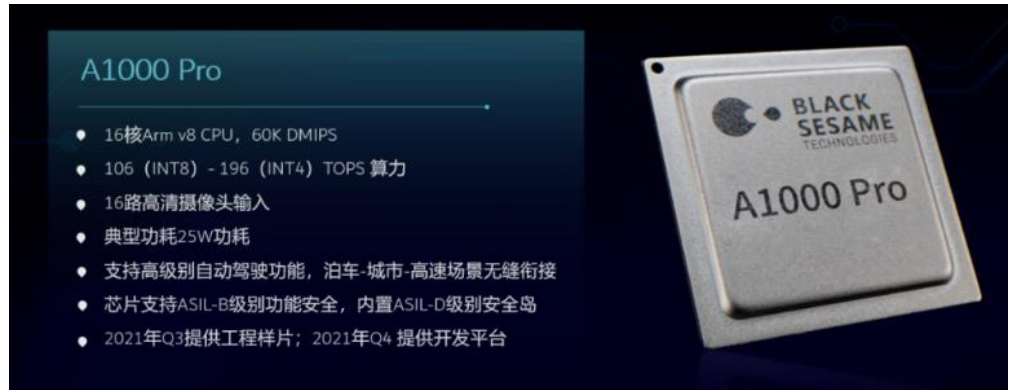 A1000 Pro
16核Arm v8 CPU，60K DMIPS
106（INT8）- 196（INT4）TOPS 算力
16路高清摄像头输入
典型功耗25W功耗
支持高级别自动驾驶功能，泊车-城市-高速场景无缝衔接
芯片支持ASIL-B级别功能安全，内置ASIL-D级别安全岛
2021年Q3提供工程样片；2021年Q4 提供开发平台
BLACK
SESAME
TECHNOLOGIES
A1000 Pro